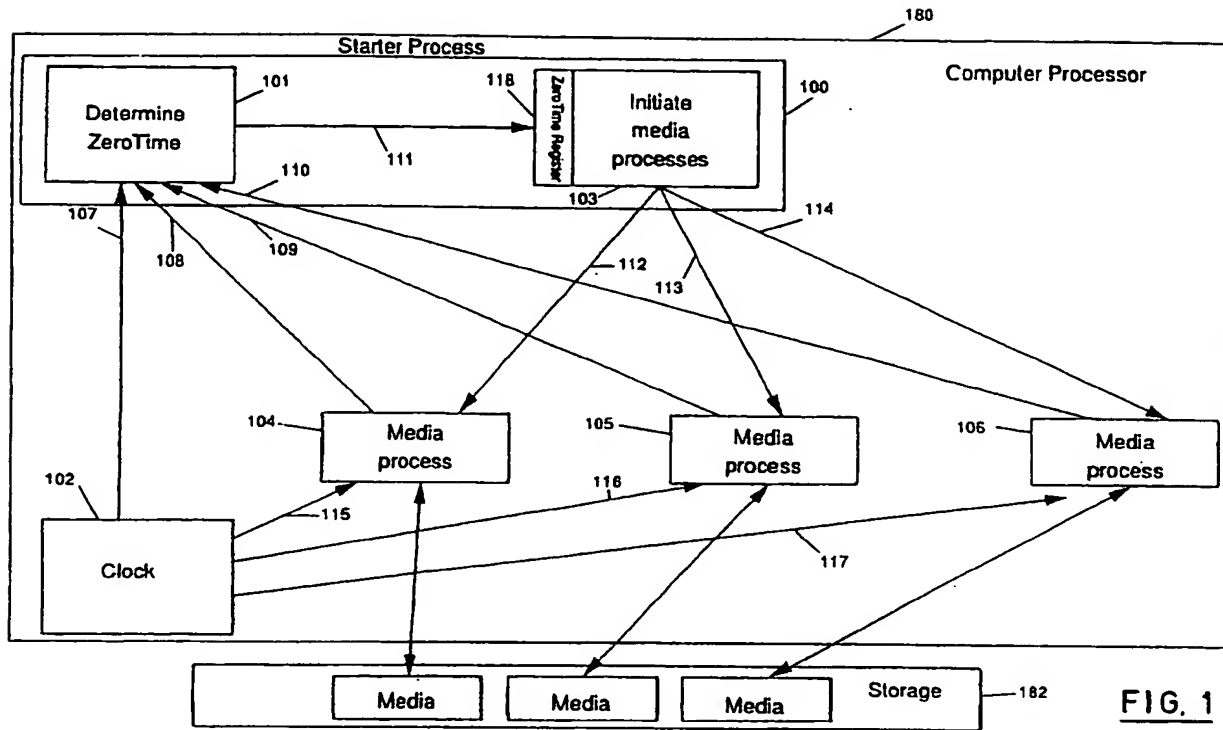 180
Starter Process
Computer Processor
101
118
100
Determine
ZeroTime
ZeroTime Register
Initiate
media
processes
111
110
103
107
114
108
109
112
113
104
Media
process
105
Media
process
106
Media
process
102
116
115
117
Clock
Media
Media
Media
Storage
182
FIG. 1